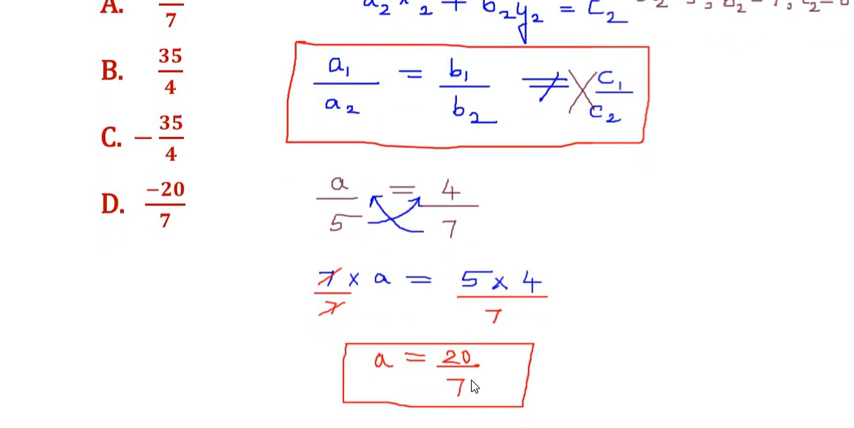 A. 7
a₂x₂ + b₂y₂ = c₂
B. 35/4
a₁/a₂ = b₁/b₂ ≠ c₁/c₂
C. −35/4
D. −20/7
a/5 = 4/7
7 × a / 7 = 5 × 4 / 7
a = 20/7